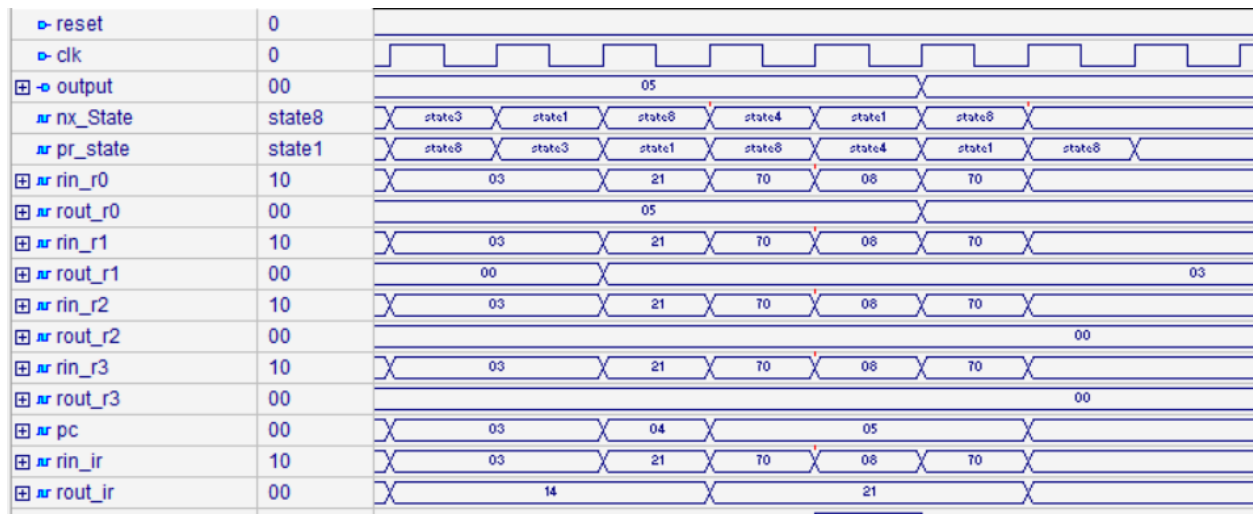 reset 0
clk 0
output 00 05
nx_State state8 state3 state1 state8 state4 state1 state8
pr_state state1 state8 state3 state1 state8 state4 state1 state8
rin_r0 10 03 21 70 08 70
rout_r0 00 05
rin_r1 10 03 21 70 08 70
rout_r1 00 00 03
rin_r2 10 03 21 70 08 70
rout_r2 00 00
rin_r3 10 03 21 70 08 70
rout_r3 00 00
pc 00 03 04 05
rin_ir 10 03 21 70 08 70
rout_ir 00 14 21